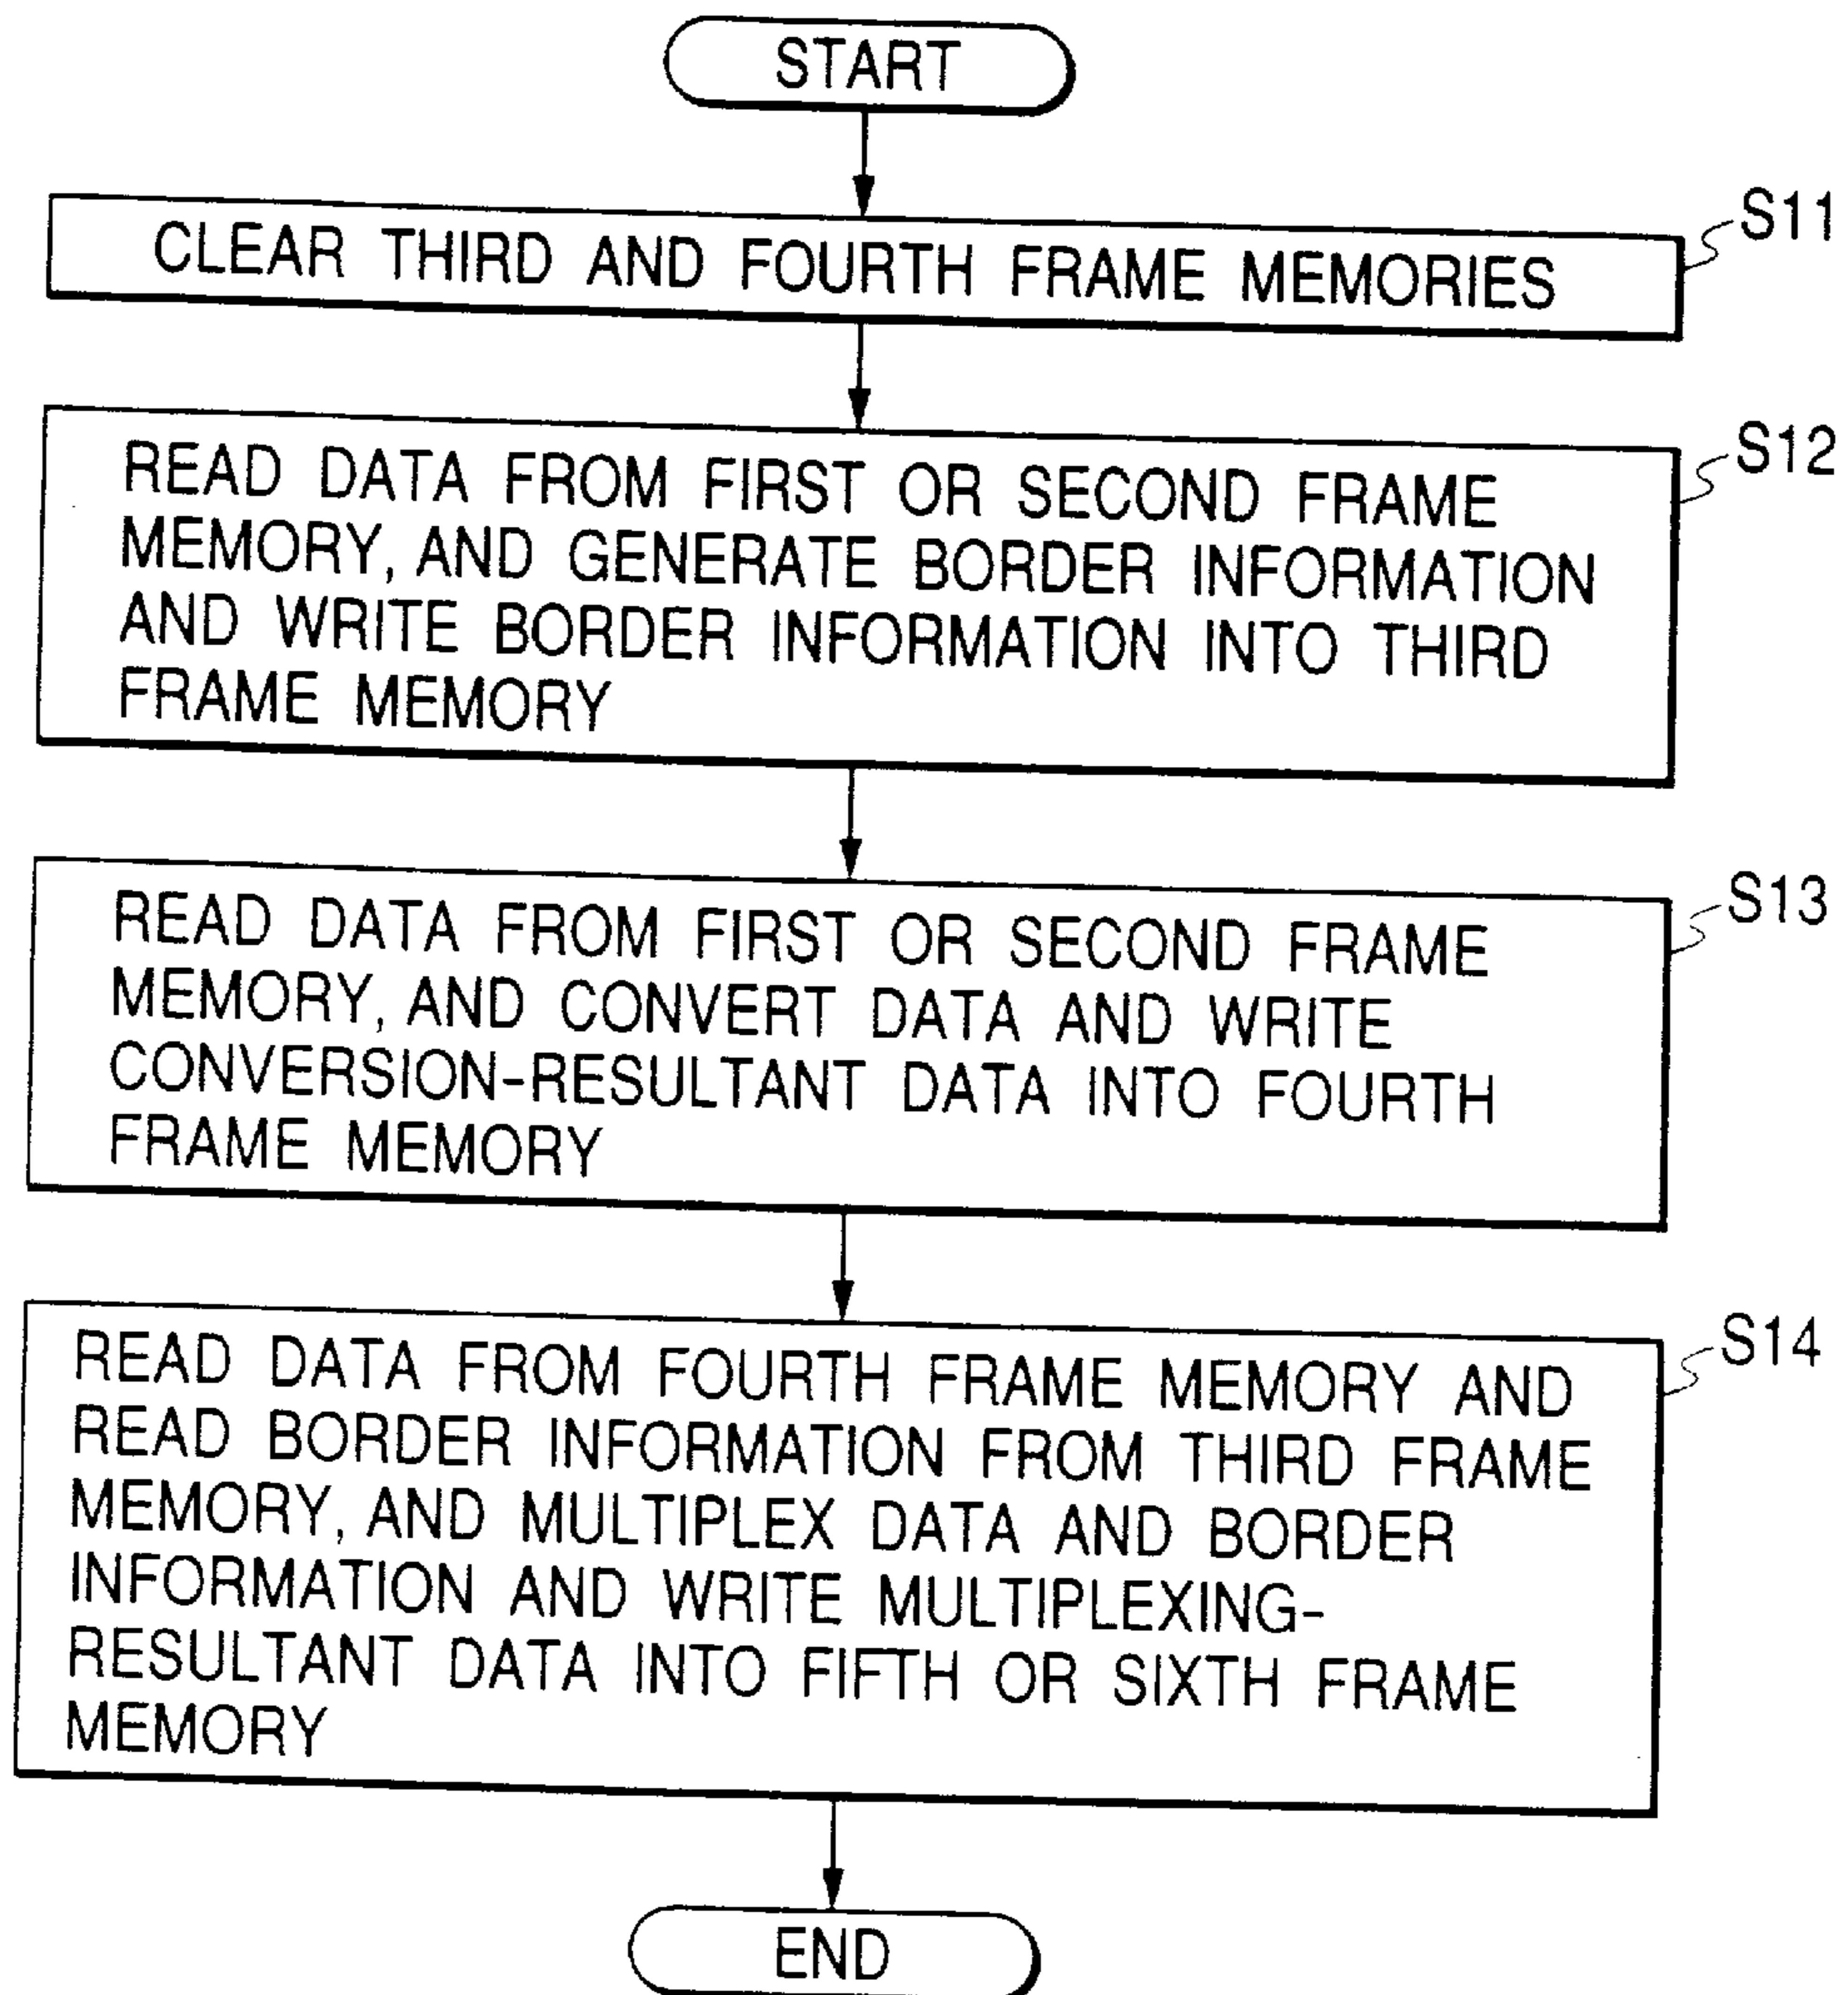 START
CLEAR THIRD AND FOURTH FRAME MEMORIES
S11
READ DATA FROM FIRST OR SECOND FRAME
MEMORY, AND GENERATE BORDER INFORMATION
AND WRITE BORDER INFORMATION INTO THIRD
FRAME MEMORY
S12
READ DATA FROM FIRST OR SECOND FRAME
MEMORY, AND CONVERT DATA AND WRITE
CONVERSION-RESULTANT DATA INTO FOURTH
FRAME MEMORY
S13
READ DATA FROM FOURTH FRAME MEMORY AND
READ BORDER INFORMATION FROM THIRD FRAME
MEMORY, AND MULTIPLEX DATA AND BORDER
INFORMATION AND WRITE MULTIPLEXING-
RESULTANT DATA INTO FIFTH OR SIXTH FRAME
MEMORY
S14
END